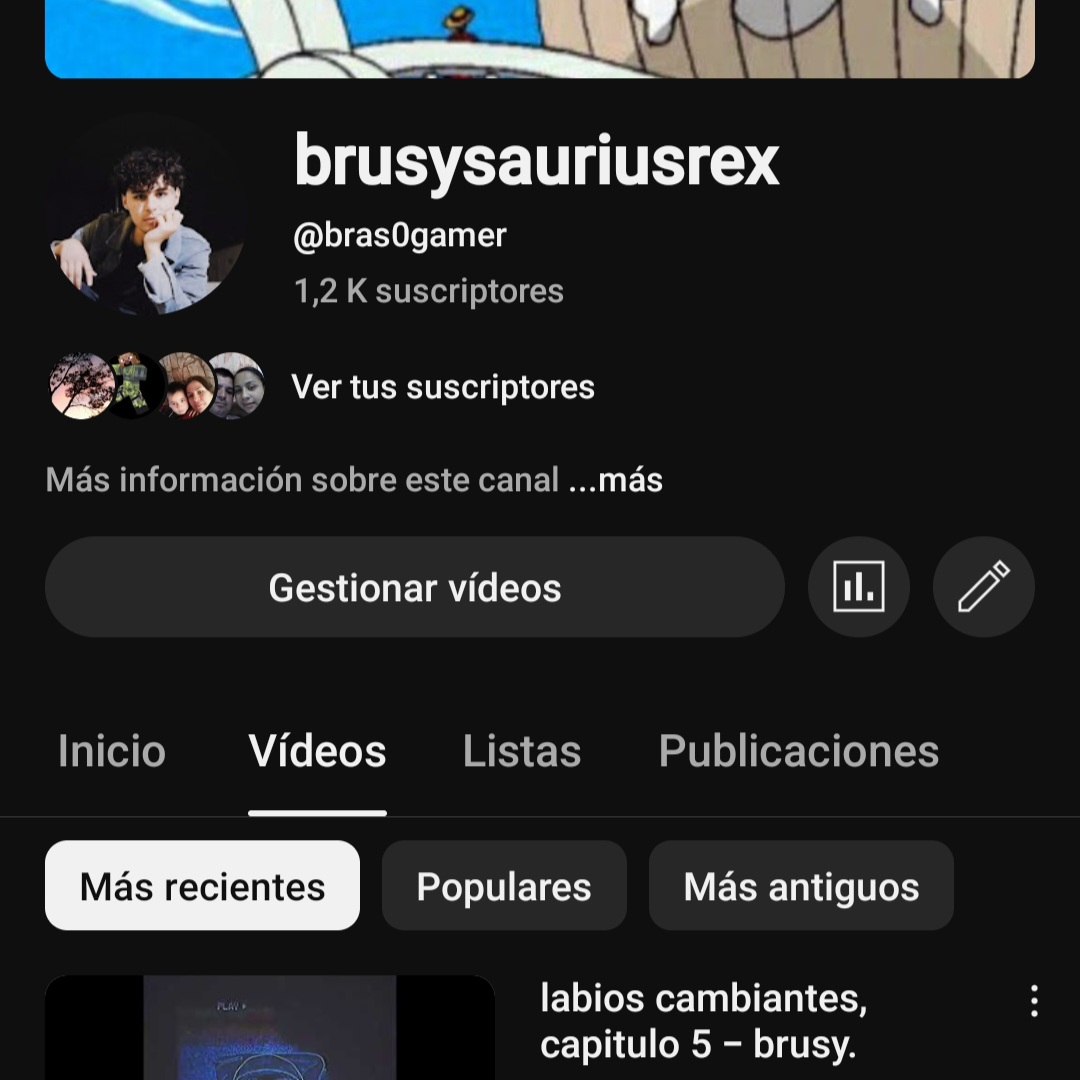 brusysauriusrex
@bras0gamer
1,2 K suscriptores
Ver tus suscriptores
Más información sobre este canal ...más
Gestionar vídeos
Inicio Vídeos Listas Publicaciones
Más recientes Populares Más antiguos
PLAY
labios cambiantes,
capitulo 5 – brusy.